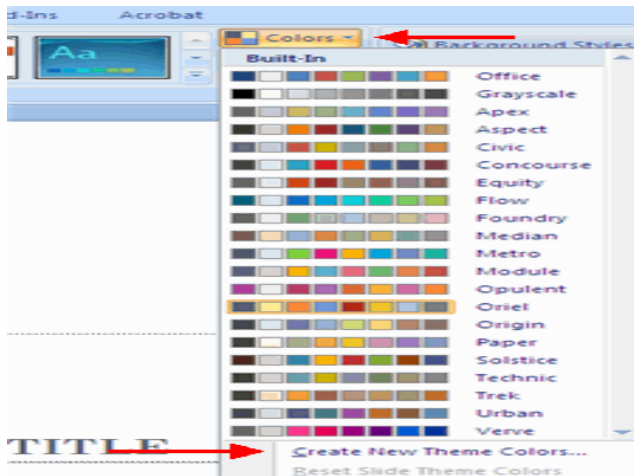 d-Ins Acrobat
Colors
Background Styles
Aa
Built-In
Office
Grayscale
Apex
Aspect
Civic
Concourse
Equity
Flow
Foundry
Median
Metro
Module
Opulent
Oriel
Origin
Paper
Solstice
Technic
Trek
Urban
Verve
TITLE
Create New Theme Colors...
Reset Slide Theme Colors